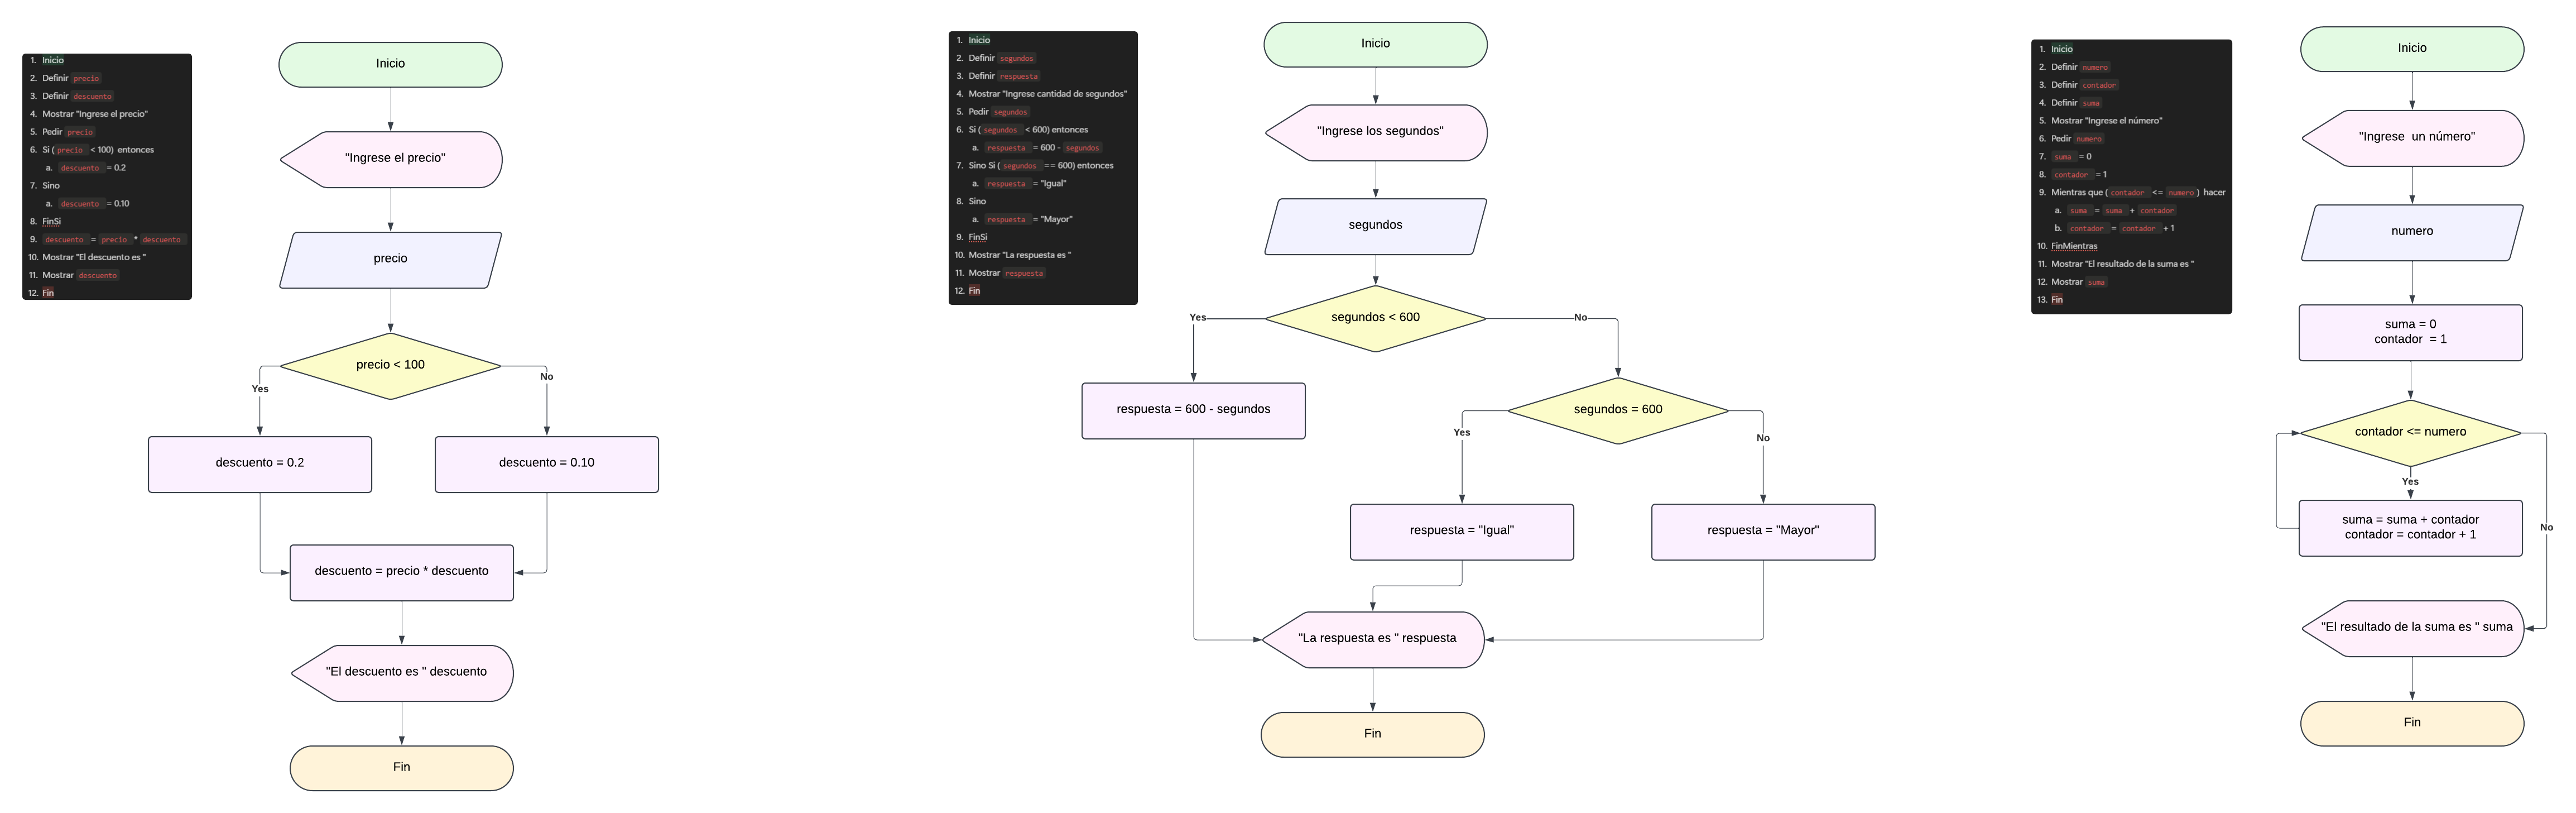 1. Inicio
2. Definir precio
3. Definir descuento
4. Mostrar "Ingrese el precio"
5. Pedir precio
6. Si (precio < 100) entonces
a. descuento = 0.2
7. Sino
a. descuento = 0.10
8. FinSi
9. descuento = precio * descuento
10. Mostrar "El descuento es "
11. Mostrar descuento
12. Fin
Inicio
"Ingrese el precio"
precio
precio < 100
Yes
No
descuento = 0.2
descuento = 0.10
descuento = precio * descuento
"El descuento es " descuento
Fin
1. Inicio
2. Definir segundos
3. Definir respuesta
4. Mostrar "Ingrese cantidad de segundos"
5. Pedir segundos
6. Si (segundos < 600) entonces
a. respuesta = 600 - segundos
7. Sino Si (segundos == 600) entonces
a. respuesta = "Igual"
8. Sino
a. respuesta = "Mayor"
9. FinSi
10. Mostrar "La respuesta es "
11. Mostrar respuesta
12. Fin
Inicio
"Ingrese los segundos"
segundos
segundos < 600
Yes
No
respuesta = 600 - segundos
segundos = 600
Yes
No
respuesta = "Igual"
respuesta = "Mayor"
"La respuesta es " respuesta
Fin
1. Inicio
2. Definir numero
3. Definir contador
4. Definir suma
5. Mostrar "Ingrese el número"
6. Pedir numero
7. suma = 0
8. contador = 1
9. Mientras que (contador <= numero) hacer
a. suma = suma + contador
b. contador = contador + 1
10. FinMientras
11. Mostrar "El resultado de la suma es "
12. Mostrar suma
13. Fin
Inicio
"Ingrese  un número"
numero
suma = 0
contador  = 1
contador <= numero
Yes
No
suma = suma + contador
contador = contador + 1
"El resultado de la suma es " suma
Fin